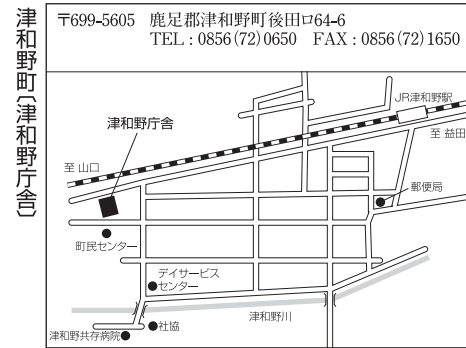 津和野町〔津和野庁舎〕
〒699-5605 鹿足郡津和野町後田ロ64-6
TEL：0856(72)0650 FAX：0856(72)1650
JR津和野駅
至 益田
津和野庁舎
至 山口
郵便局
町民センター
デイサービス
センター
津和野川
社協
津和野共存病院